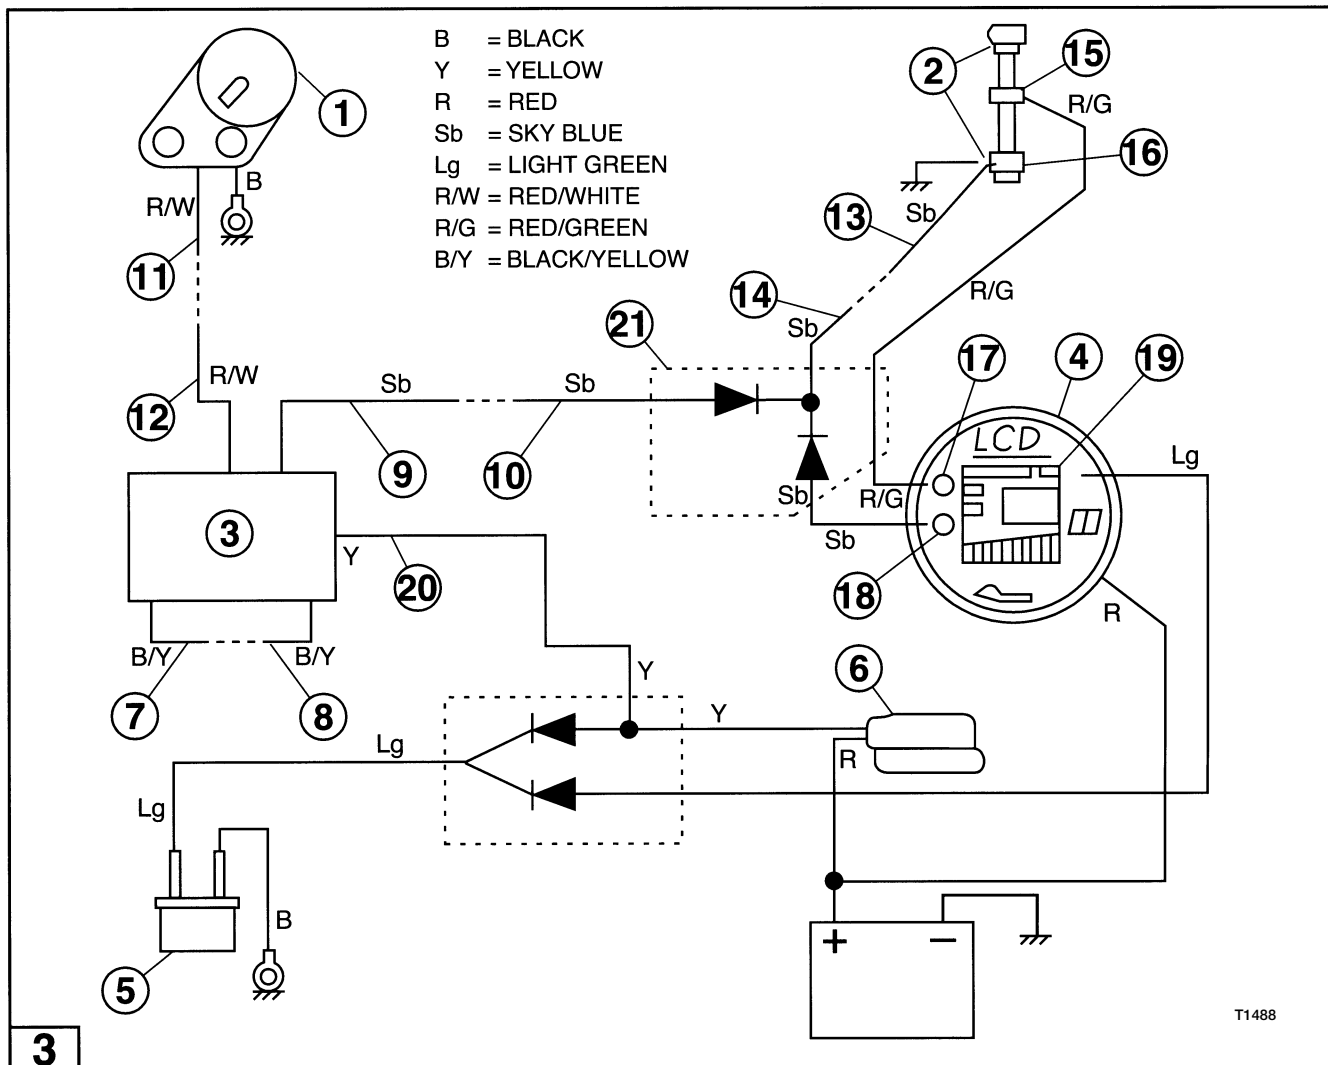 B = BLACK
Y = YELLOW
R = RED
Sb = SKY BLUE
Lg = LIGHT GREEN
R/W = RED/WHITE
R/G = RED/GREEN
B/Y = BLACK/YELLOW
1
2
15
R/G
16
B
R/W
Sb
13
11
14
R/G
Sb
21
R/W
Sb
Sb
17
4
19
12
LCD
9
10
Lg
Sb
R/G
3
Y
Sb
20
18
R
B/Y
B/Y
Y
6
7
8
Lg
Y
R
Lg
B
5
+ −
T1488
3